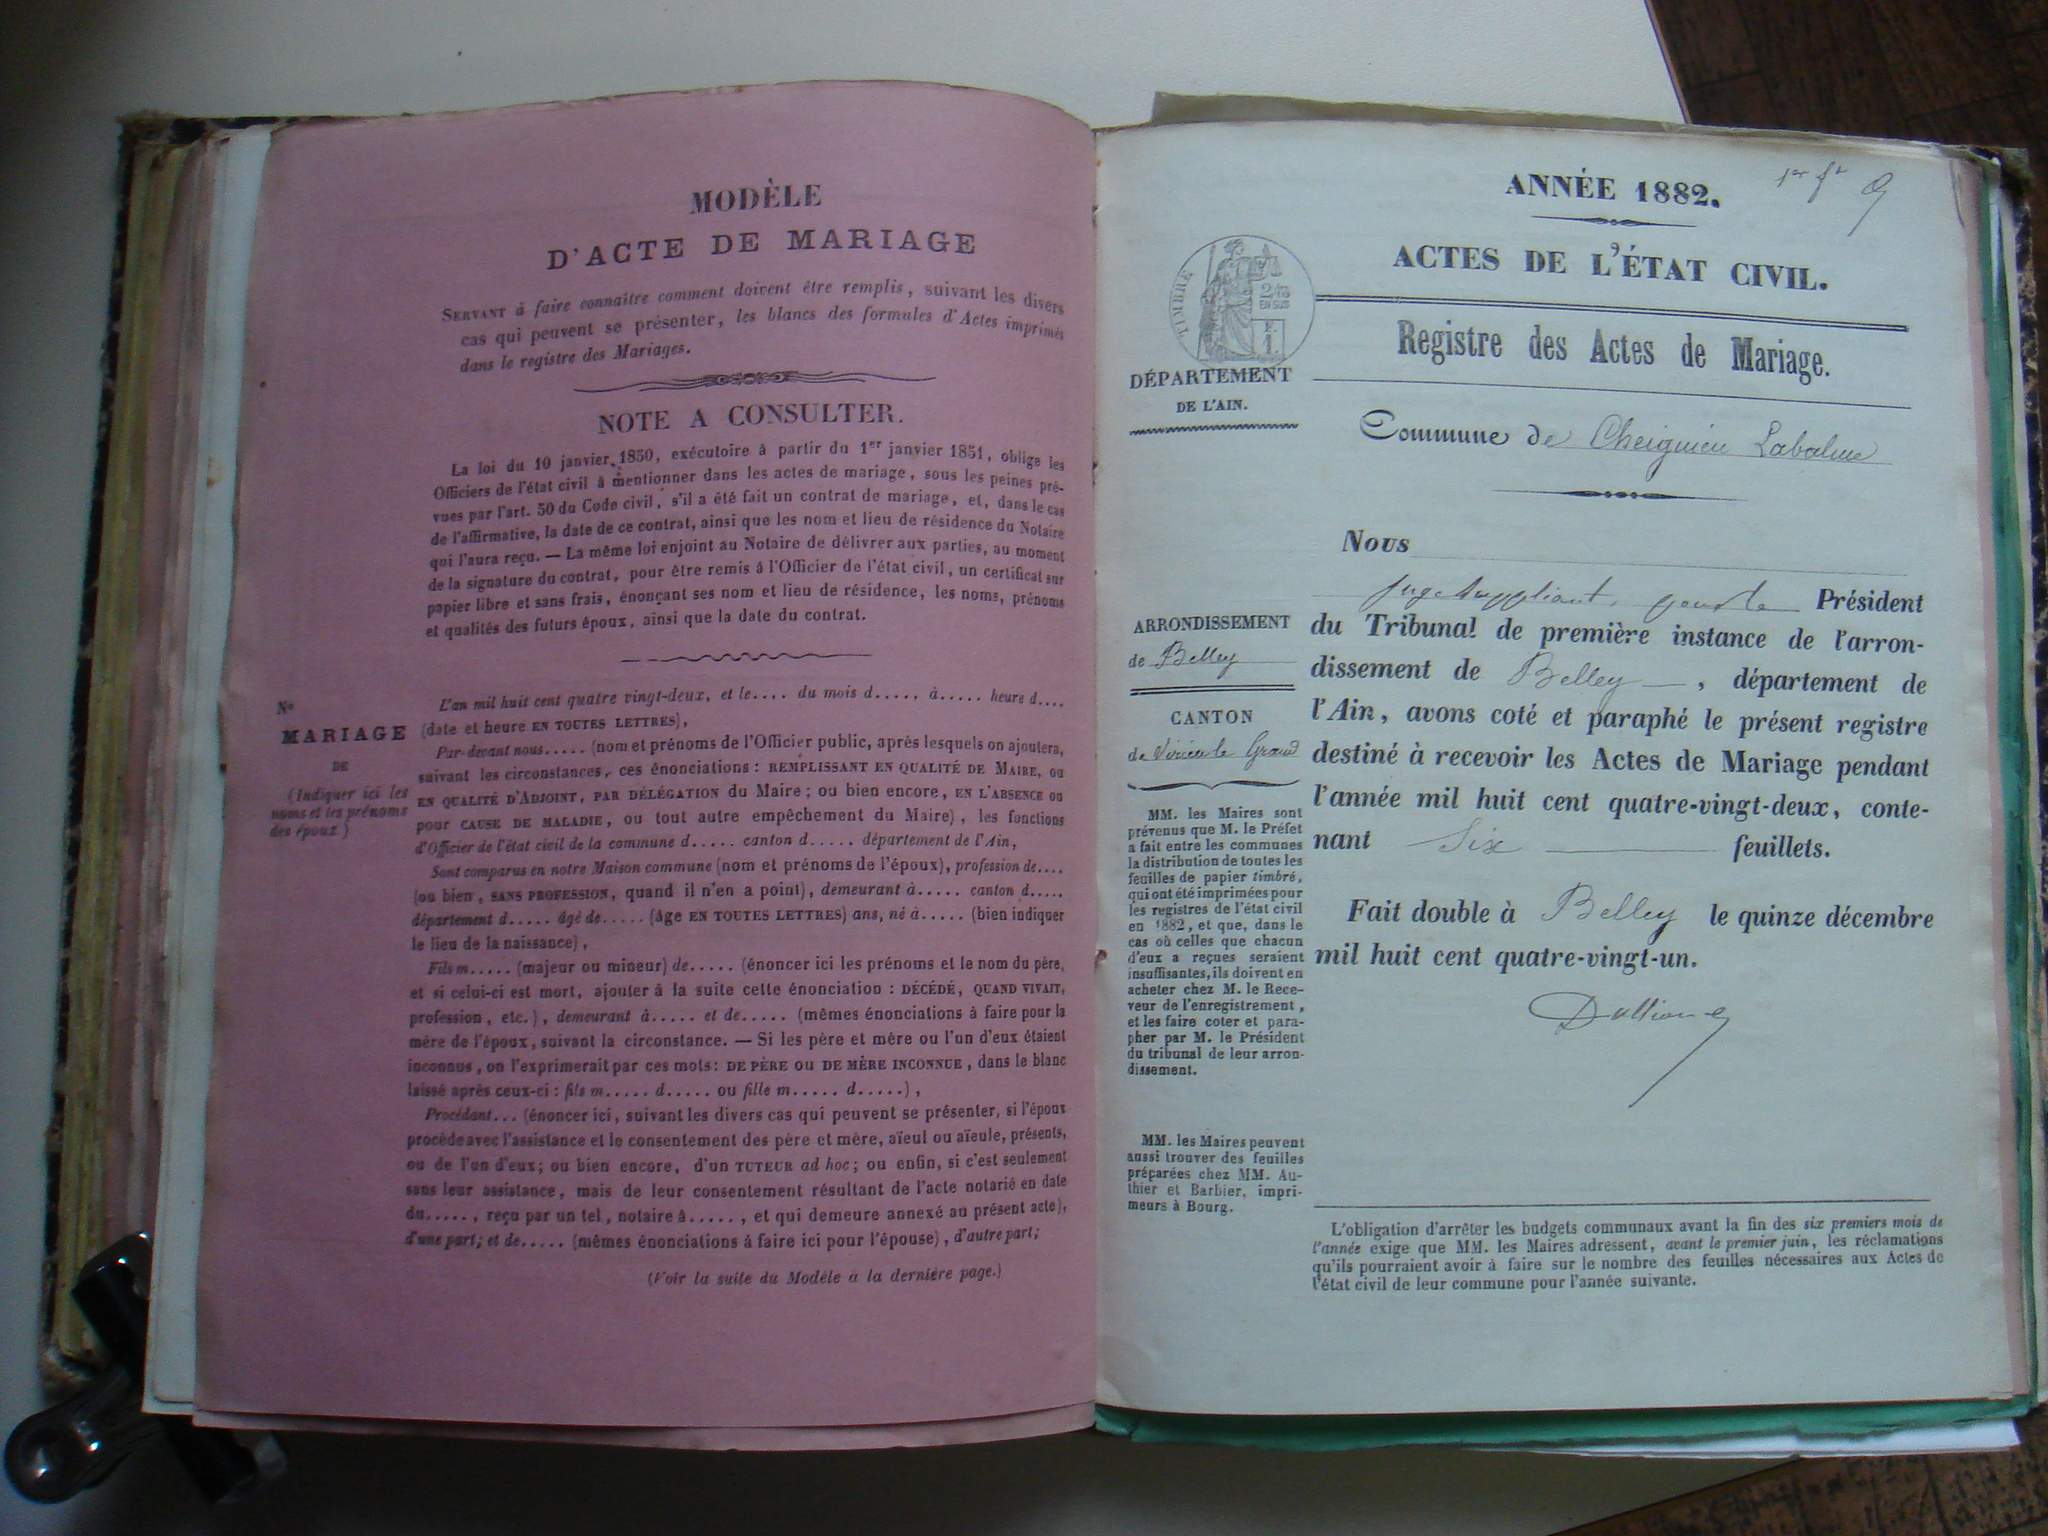 MODÈLE
D'ACTE DE MARIAGE
SERVANT à faire connaître comment doivent être remplis, suivant les divers
cas qui peuvent se présenter, les blancs des formules d'Actes imprimés
dans le registre des Mariages.
NOTE A CONSULTER.
La loi du 10 janvier 1850, exécutoire à partir du 1er janvier 1851, oblige les
Officiers de l'état civil à mentionner dans les actes de mariage, sous les peines pré-
vues par l'art. 50 du Code civil, s'il a été fait un contrat de mariage, et, dans le cas
de l'affirmative, la date de ce contrat, ainsi que les nom et lieu de résidence du Notaire
qui l'aura reçu. — La même loi enjoint au Notaire de délivrer aux parties, au moment
de la signature du contrat, pour être remis à l'Officier de l'état civil, un certificat sur
papier libre et sans frais, énonçant ses nom et lieu de résidence, les noms, prénoms
et qualités des futurs époux, ainsi que la date du contrat.
No
MARIAGE
DE
(Indiquer ici les
noms et les prénoms
des époux)
L'an mil huit cent quatre vingt-deux, et le.... du mois d....., à..... heure d....
(date et heure EN TOUTES LETTRES),
Par-devant nous..... (nom et prénoms de l'Officier public, après lesquels on ajoutera,
suivant les circonstances, ces énonciations : REMPLISSANT EN QUALITÉ DE MAIRE, ou
EN QUALITÉ D'ADJOINT, PAR DÉLÉGATION du Maire ; ou bien encore, EN L'ABSENCE ou
pour CAUSE DE MALADIE, ou tout autre empêchement du Maire), les fonctions
d'Officier de l'état civil de la commune d..... canton d..... département de l'Ain,
Sont comparus en notre Maison commune (nom et prénoms de l'époux), profession de....
(ou bien, SANS PROFESSION, quand il n'en a point), demeurant à..... canton d.....
département d..... âgé de..... (âge EN TOUTES LETTRES) ans, né à..... (bien indiquer
le lieu de la naissance),
Fils m..... (majeur ou mineur) de..... (énoncer ici les prénoms et le nom du père,
et si celui-ci est mort, ajouter à la suite cette énonciation : DÉCÉDÉ, QUAND VIVAIT,
profession, etc.), demeurant à..... et de..... (mêmes énonciations à faire pour la
mère de l'époux, suivant la circonstance. — Si les père et mère ou l'un d'eux étaient
inconnus, on l'exprimerait par ces mots: DE PÈRE OU DE MÈRE INCONNUE, dans le blanc
laissé après ceux-ci : fils m..... d..... ou fille m..... d.....),
Procédant... (énoncer ici, suivant les divers cas qui peuvent se présenter, si l'époux
procède avec l'assistance et le consentement des père et mère, aïeul ou aïeule, présents,
ou de l'un d'eux; ou bien encore, d'un TUTEUR ad hoc; ou enfin, si c'est seulement
sans leur assistance, mais de leur consentement résultant de l'acte notarié en date
du....., reçu par un tel, notaire à....., et qui demeure annexé au présent acte),
d'une part; et de..... (mêmes énonciations à faire ici pour l'épouse), d'autre part;
(Voir la suite du Modèle à la dernière page.)
1er ft
ANNÉE 1882.
ACTES DE L'ÉTAT CIVIL.
TIMBRE
2/10
EN SUS
F.
1.
Registre des Actes de Mariage.
DÉPARTEMENT
DE L'AIN.
Commune de Cheignieu Labalme
Nous
juge suppléant, pour le Président
du Tribunal de première instance de l'arron-
dissement de Belley, département de
l'Ain, avons coté et paraphé le présent registre
destiné à recevoir les Actes de Mariage pendant
l'année mil huit cent quatre-vingt-deux, conte-
nant Six feuillets.
Fait double à Belley le quinze décembre
mil huit cent quatre-vingt-un.
ARRONDISSEMENT
de Belley
CANTON
de Virieu le Grand
MM. les Maires sont
prévenus que M. le Préfet
a fait entre les communes
la distribution de toutes les
feuilles de papier timbré,
qui ont été imprimées pour
les registres de l'état civil
en 1882, et que, dans le
cas où celles que chacun
d'eux a reçues seraient
insuffisantes, ils doivent en
acheter chez M. le Rece-
veur de l'enregistrement,
et les faire coter et para-
pher par M. le Président
du tribunal de leur arron-
dissement.
MM. les Maires peuvent
aussi trouver des feuilles
préparées chez MM. Au-
thier et Barbier, impri-
meurs à Bourg.
L'obligation d'arrêter les budgets communaux avant la fin des six premiers mois de
l'année exige que MM. les Maires adressent, avant le premier juin, les réclamations
qu'ils pourraient avoir à faire sur le nombre des feuilles nécessaires aux Actes de
l'état civil de leur commune pour l'année suivante.